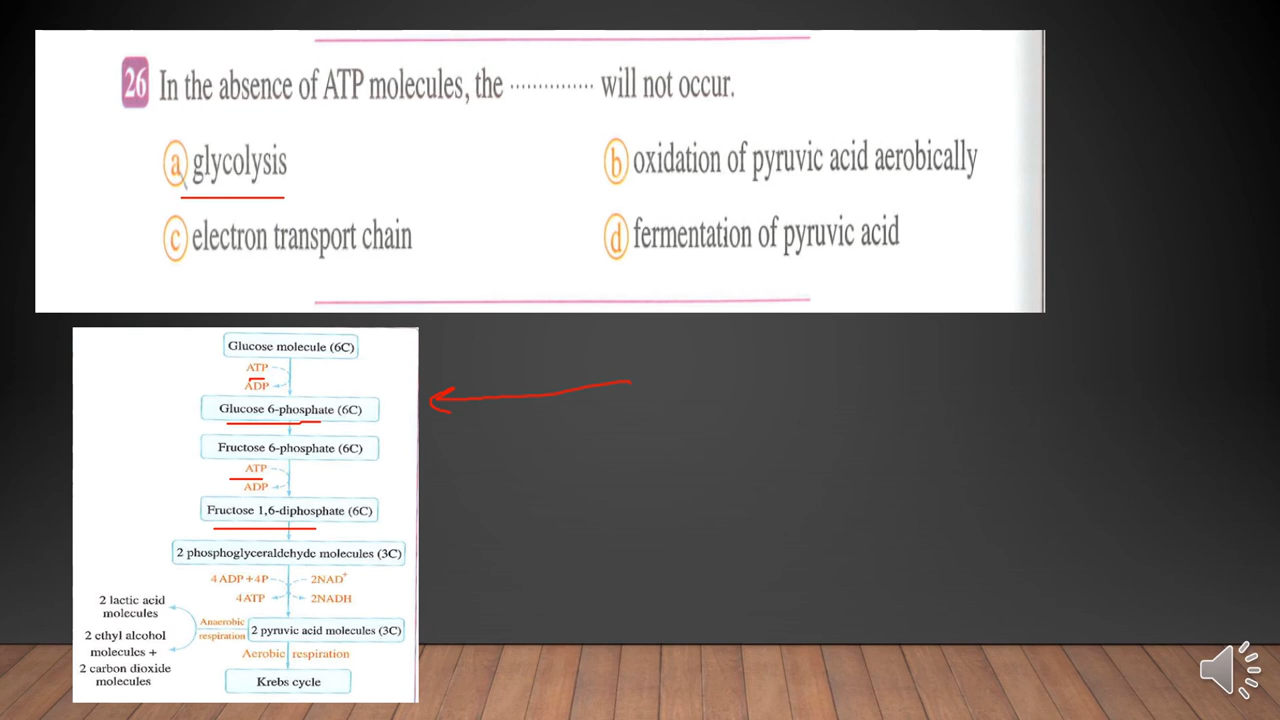 26 In the absence of ATP molecules, the .............. will not occur.
a glycolysis
b oxidation of pyruvic acid aerobically
c electron transport chain
d fermentation of pyruvic acid
Glucose molecule (6C)
ATP
ADP
Glucose 6-phosphate (6C)
Fructose 6-phosphate (6C)
ATP
ADP
Fructose 1,6-diphosphate (6C)
2 phosphoglyceraldehyde molecules (3C)
4 ADP + 4P 2NAD⁺
4 ATP 2NADH
2 lactic acid
molecules
Anaerobic
respiration
2 pyruvic acid molecules (3C)
2 ethyl alcohol
molecules +
2 carbon dioxide
molecules
Aerobic respiration
Krebs cycle